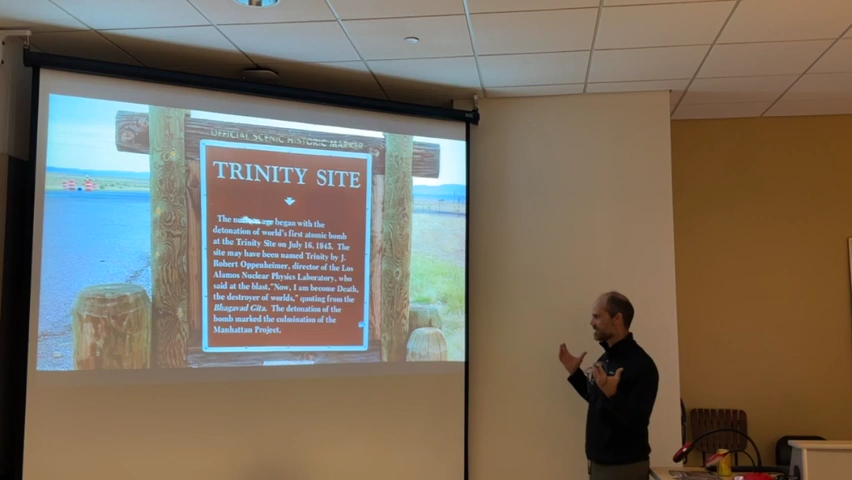 OFFICIAL SCENIC HISTORIC MARKER
TRINITY SITE
The nuclear age began with the
detonation of world's first atomic bomb
at the Trinity Site on July 16, 1945. The
site may have been named Trinity by J.
Robert Oppenheimer, director of the Los
Alamos Nuclear Physics Laboratory, who
said at the blast,"Now, I am become Death,
the destroyer of worlds," quoting from the
Bhagavad Gita. The detonation of the
bomb marked the culmination of the
Manhattan Project.